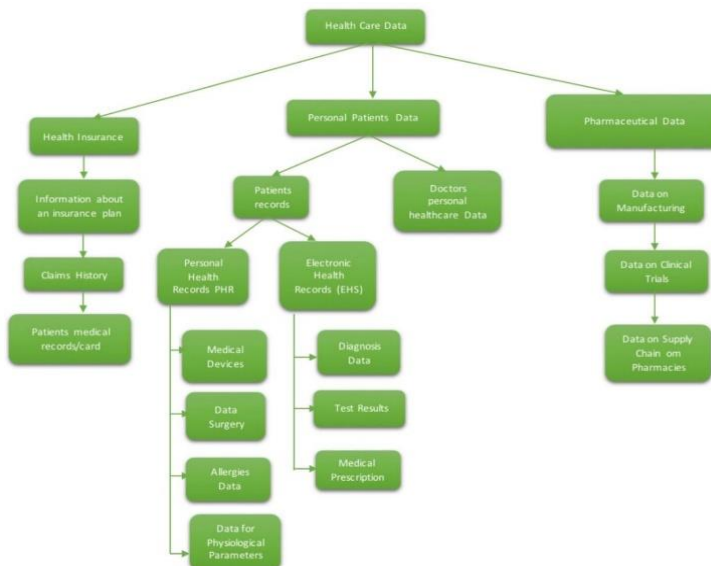 Health Care Data
Health Insurance
Personal Patients Data
Pharmaceutical Data
Information about
an insurance plan
Patients
records
Doctors
personal
healthcare Data
Data on
Manufacturing
Claims History
Personal
Health
Records PHR
Electronic
Health
Records (EHS)
Data on Clinical
Trials
Patients medical
records/card
Medical
Devices
Diagnosis
Data
Data on Supply
Chain om
Pharmacies
Data
Surgery
Test Results
Allergies
Data
Medical
Prescription
Data for
Physiological
Parameters